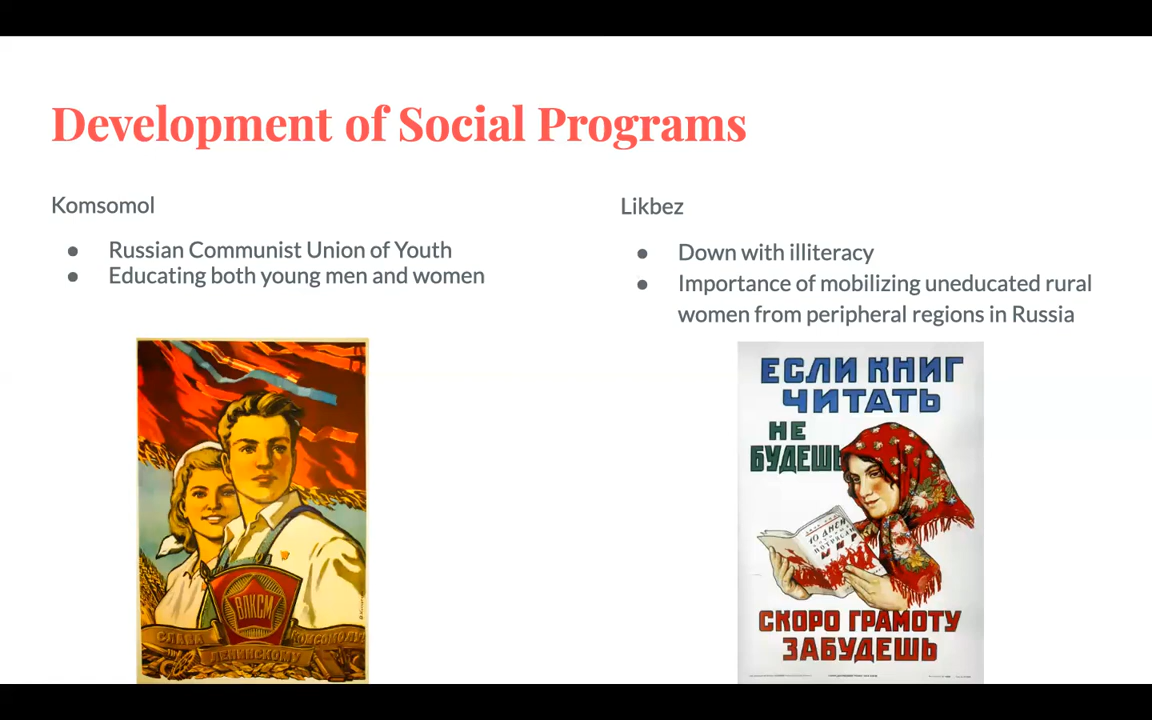 Development of Social Programs
Komsomol
● Russian Communist Union of Youth
● Educating both young men and women
Likbez
● Down with illiteracy
● Importance of mobilizing uneducated rural
women from peripheral regions in Russia
ВЛКСМ
СЛАВА КОМСОМОЛУ
ЛЕНИНСКОМУ
ЕСЛИ КНИГ
ЧИТАТЬ
НЕ
БУДЕШЬ
10 ДНЕЙ
СКОРО ГРАМОТУ
ЗАБУДЕШЬ